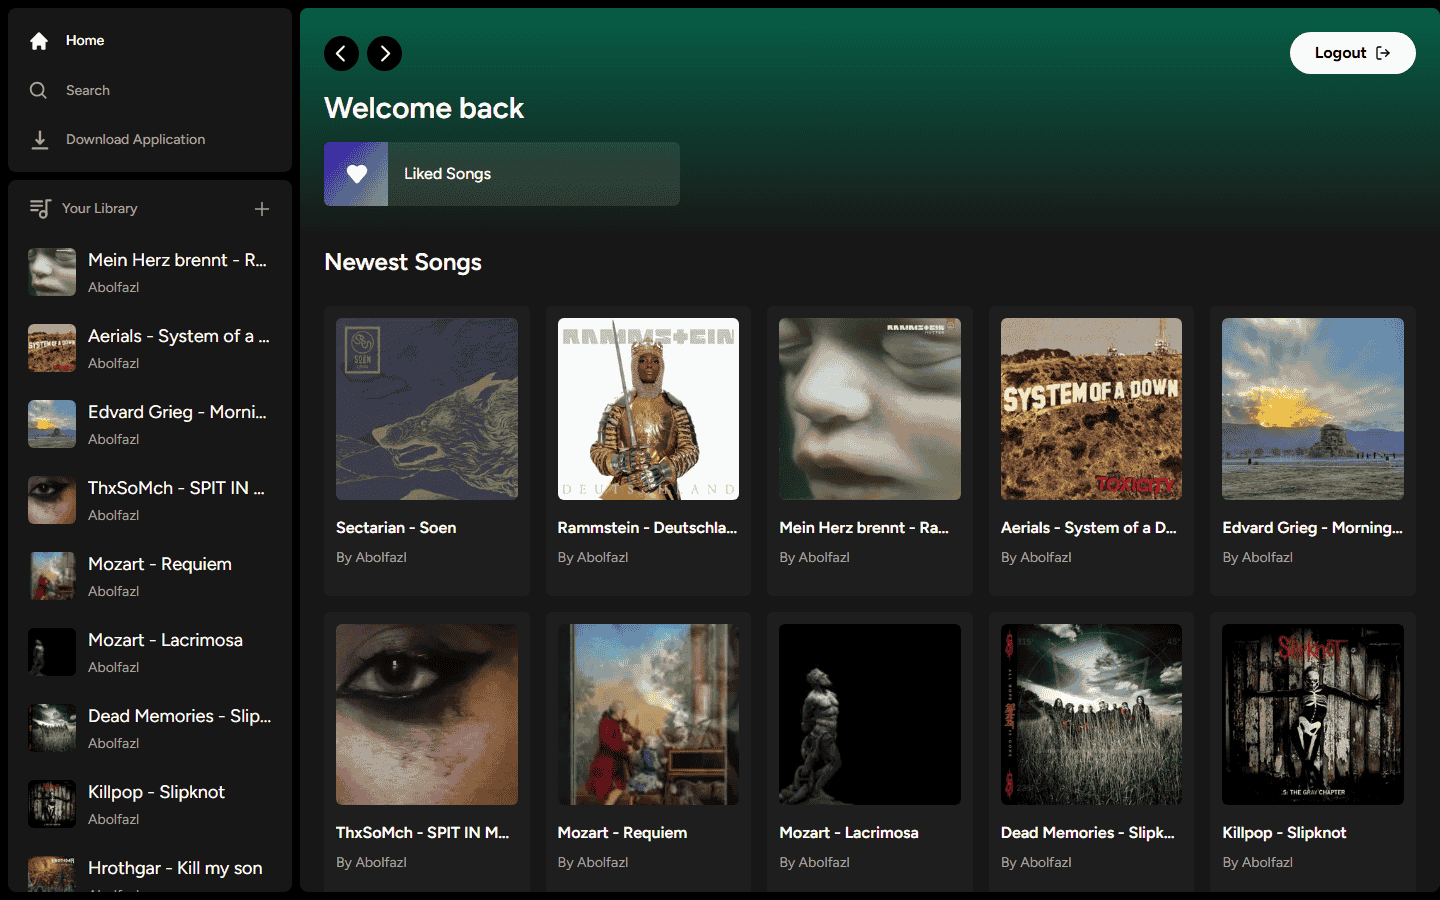 Home
Search
Download Application
Your Library
Mein Herz brennt - R...
Abolfazl
Aerials - System of a ...
Abolfazl
Edvard Grieg - Morni...
Abolfazl
ThxSoMch - SPIT IN ...
Abolfazl
Mozart - Requiem
Abolfazl
Mozart - Lacrimosa
Abolfazl
Dead Memories - Slip...
Abolfazl
Killpop - Slipknot
Abolfazl
Hrothgar - Kill my son
Logout
Welcome back
Liked Songs
Newest Songs
SOEN
RAMMSTEIN
DEUTSCHLAND
RAMMSTEIN
SYSTEM OF A DOWN
TOXICITY
Sectarian - Soen
By Abolfazl
Rammstein - Deutschla...
By Abolfazl
Mein Herz brennt - Ra...
By Abolfazl
Aerials - System of a D...
By Abolfazl
Edvard Grieg - Morning...
By Abolfazl
Slipknot
.5: THE GRAY CHAPTER
ThxSoMch - SPIT IN M...
By Abolfazl
Mozart - Requiem
By Abolfazl
Mozart - Lacrimosa
By Abolfazl
Dead Memories - Slipk...
By Abolfazl
Killpop - Slipknot
By Abolfazl